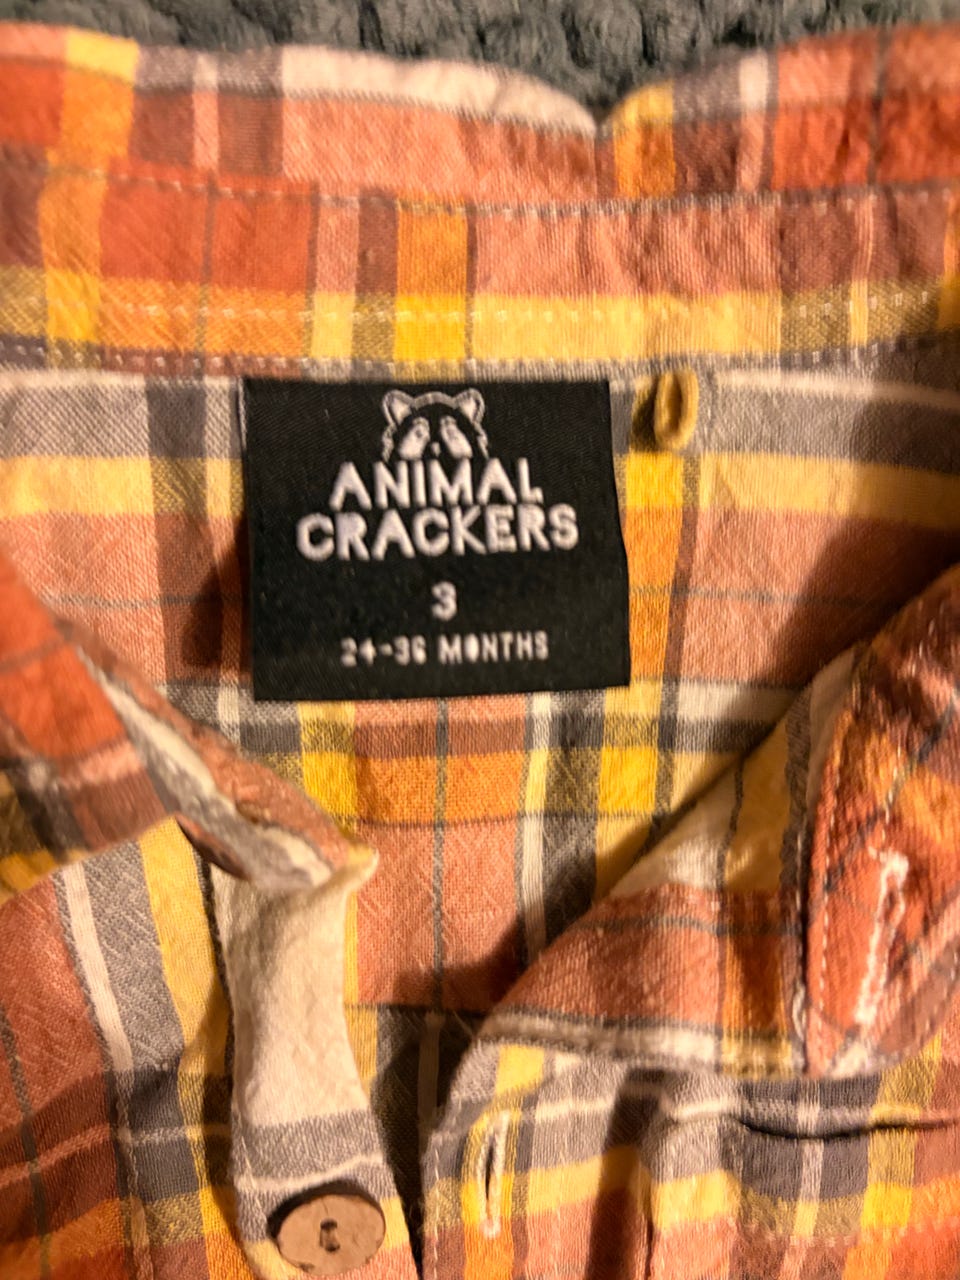 ANIMAL
CRACKERS
3
24-36 MONTHS